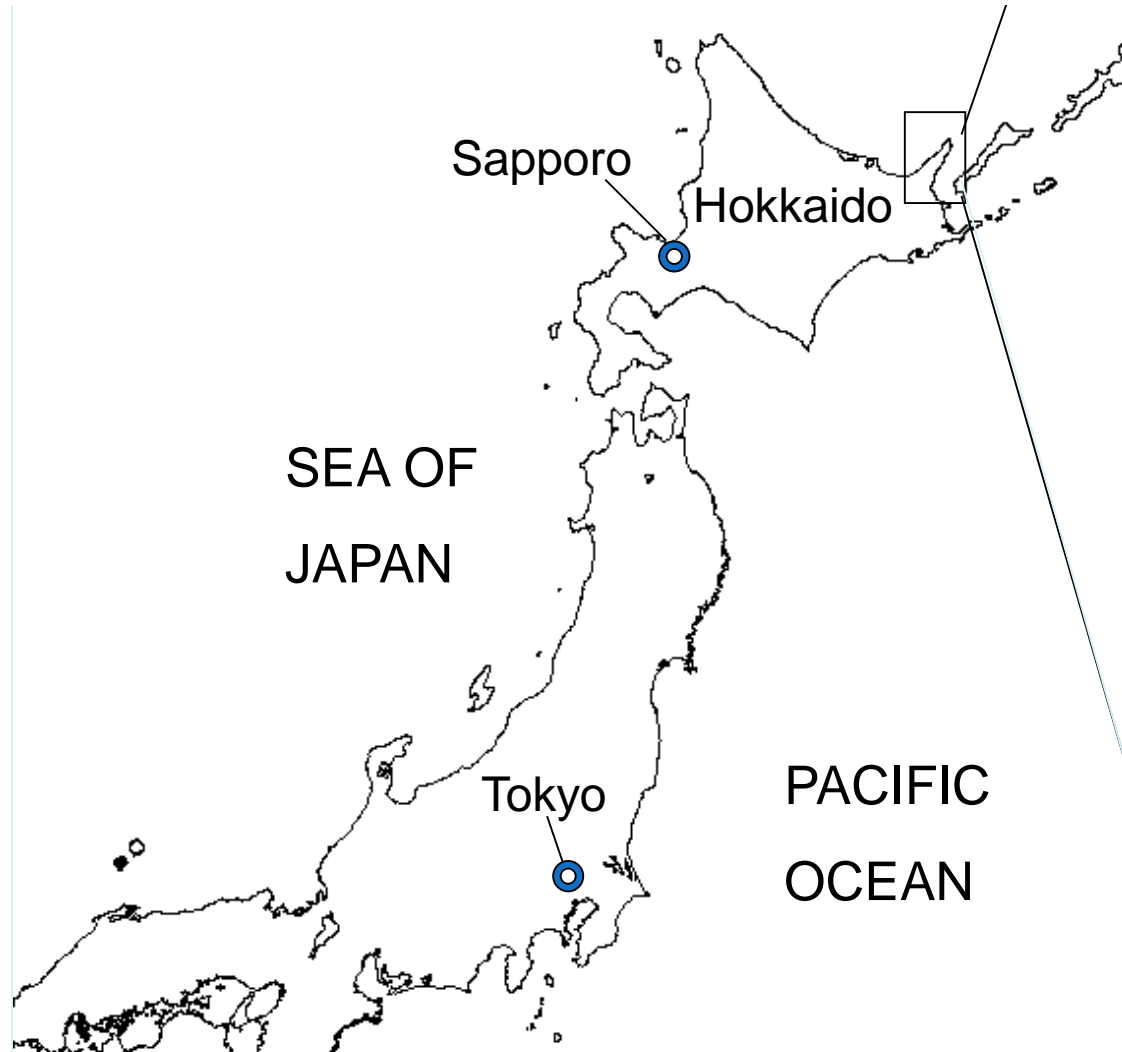 Sapporo
Hokkaido
SEA OF
JAPAN
Tokyo
PACIFIC
OCEAN